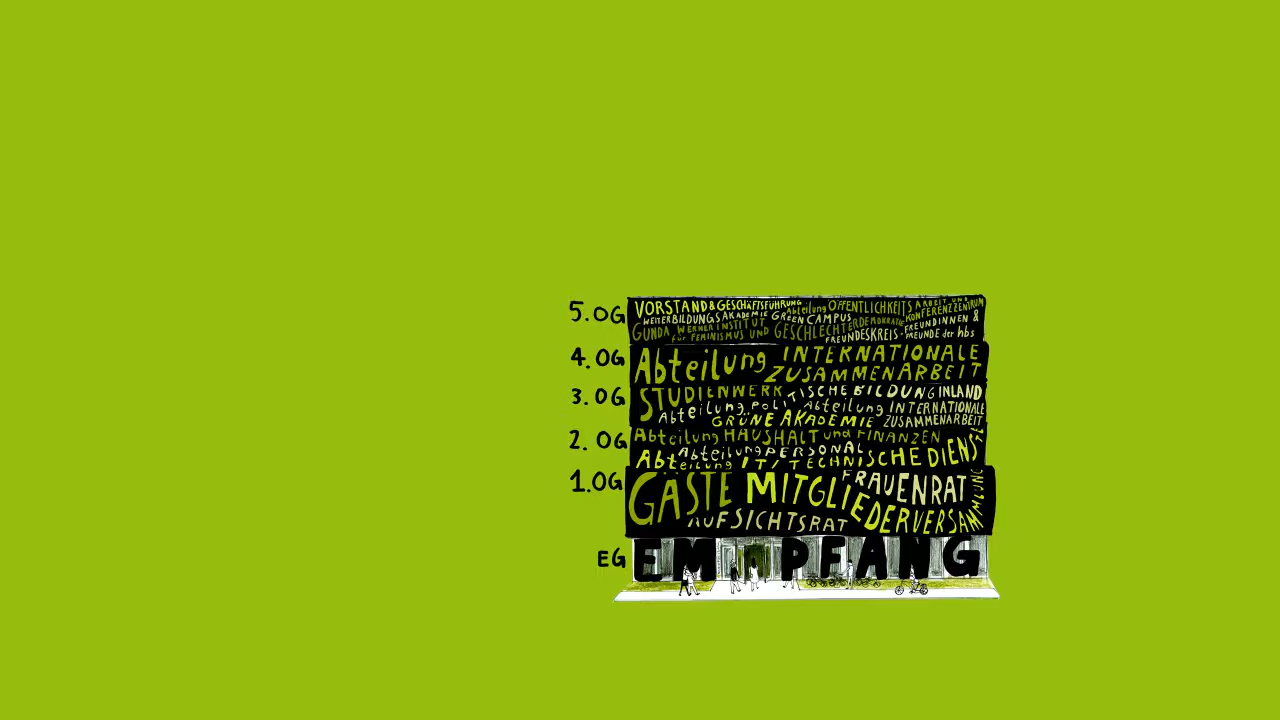 5.OG VORSTAND&GESCHÄFTSFÜHRUNG Abteilung ÖFFENTLICHKEITSARBEIT UND KONFERENZZENTRUM
WEITERBILDUNGSAKADEMIE GREEN CAMPUS
GUNDA WERNER INSTITUT für FEMINISMUS UND GESCHLECHTERDEMOKRATIE
FREUNDESKREIS-FREUNDINNEN & FREUNDE der hbs
4.OG Abteilung INTERNATIONALE ZUSAMMENARBEIT
3.OG STUDIENWERK
Abteilung POLITISCHE BILDUNG INLAND
Abteilung INTERNATIONALE ZUSAMMENARBEIT
GRÜNE AKADEMIE
2.OG Abteilung HAUSHALT und FINANZEN
Abteilung PERSONAL
Abteilung IT/TECHNISCHE DIENSTE
1.OG GÄSTE MITGLIEDERVERSAMMLUNG
FRAUENRAT
AUFSICHTSRAT
EG EMPFANG